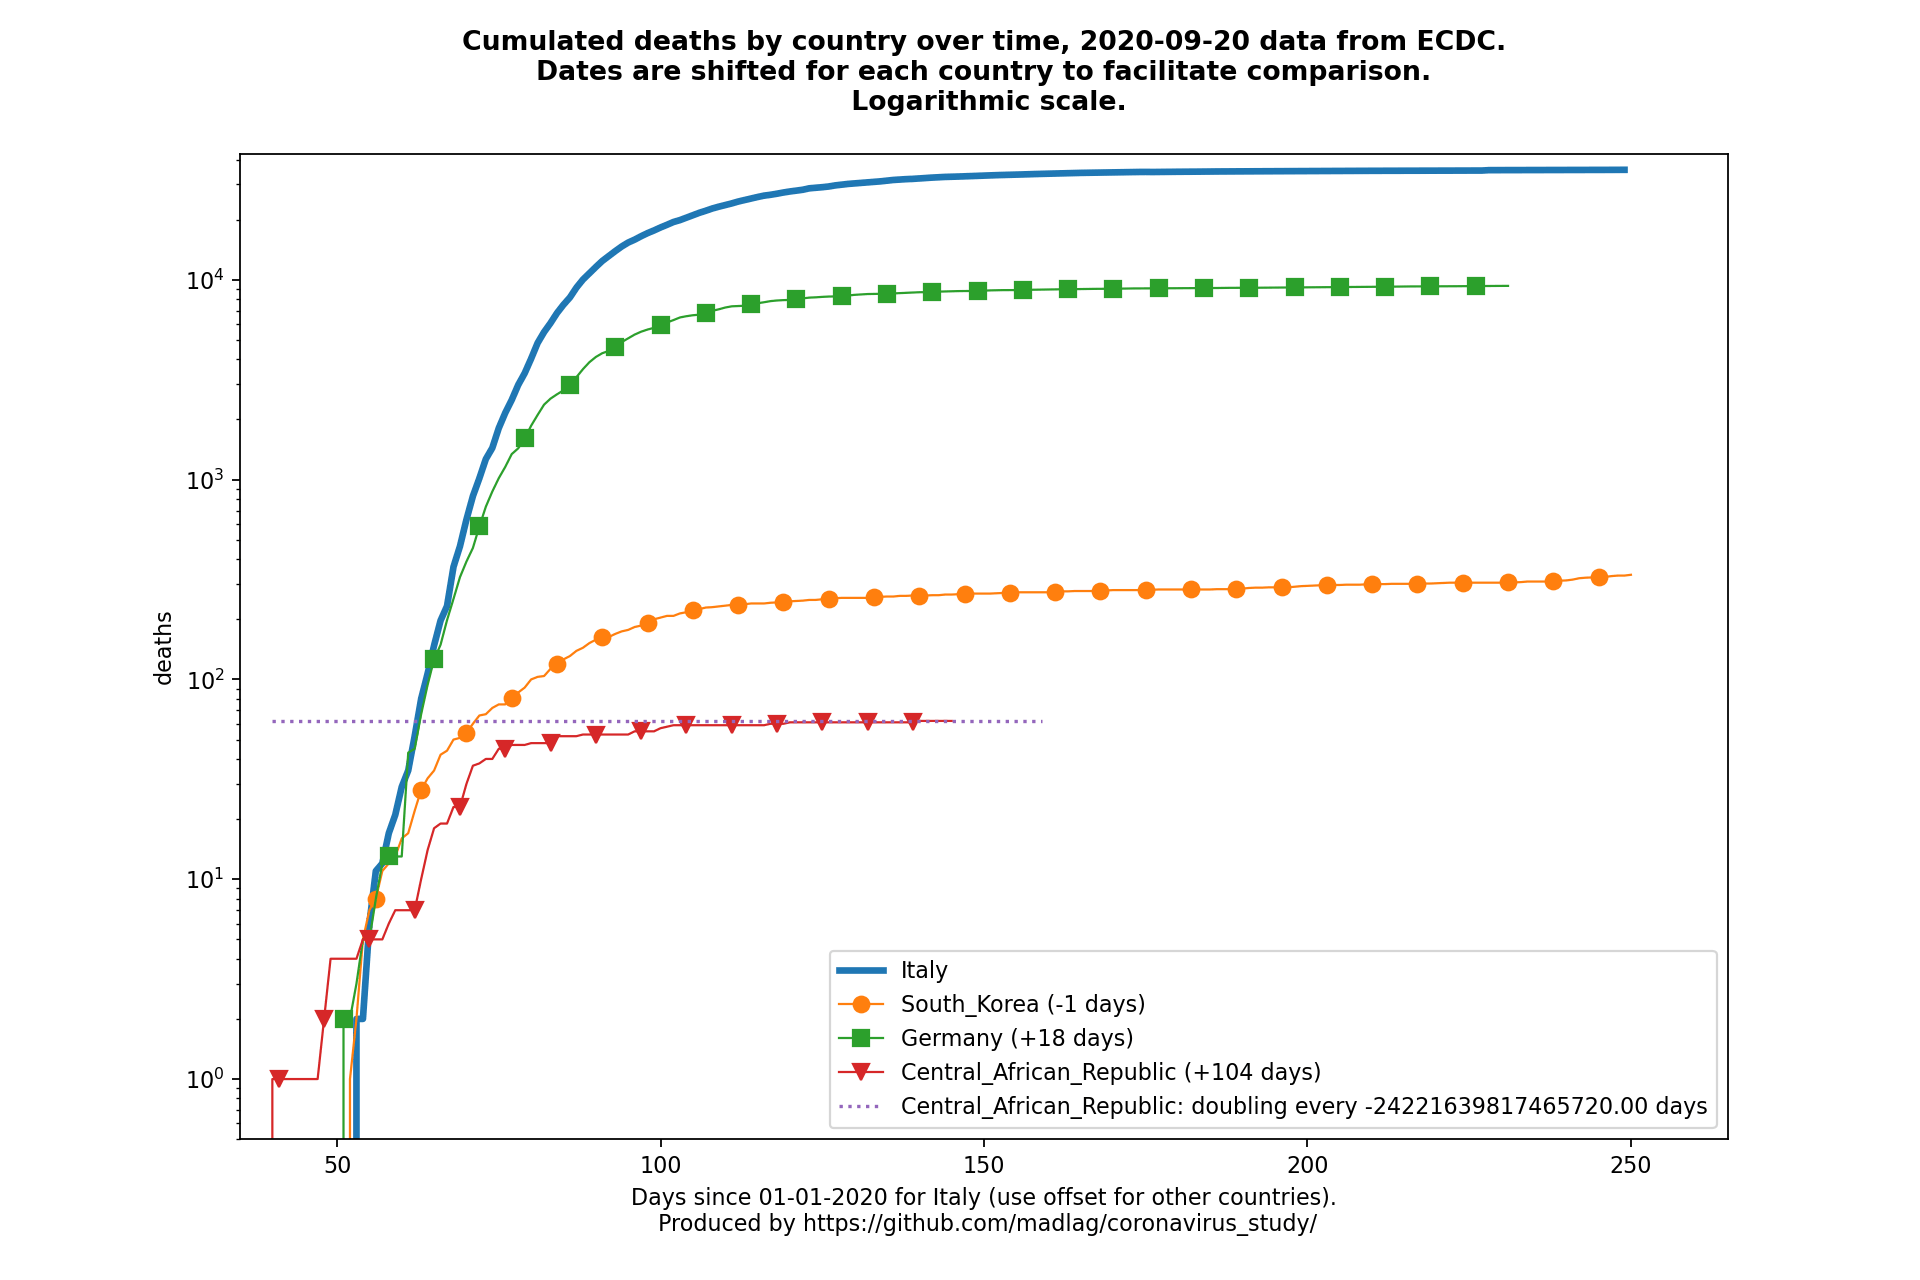 Cumulated deaths by country over time, 2020-09-20 data from ECDC.
Dates are shifted for each country to facilitate comparison.
Logarithmic scale.
10^4
10^3
10^2
10^1
10^0
deaths
Italy
South_Korea (-1 days)
Germany (+18 days)
Central_African_Republic (+104 days)
Central_African_Republic: doubling every -24221639817465720.00 days
50 100 150 200 250
Days since 01-01-2020 for Italy (use offset for other countries).
Produced by https://github.com/madlag/coronavirus_study/